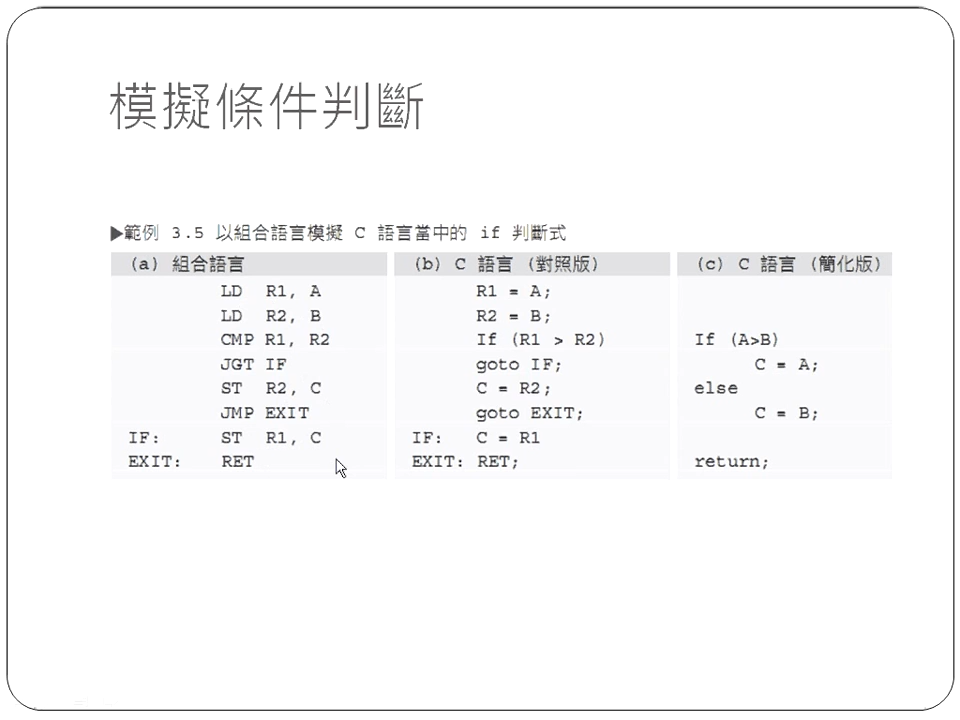 模擬條件判斷
▶範例 3.5 以組合語言模擬 C 語言當中的 if 判斷式
(a) 組合語言 (b) C 語言 (對照版) (c) C 語言 (簡化版)
LD R1, A R1 = A;
LD R2, B R2 = B;
CMP R1, R2 If (R1 > R2) If (A>B)
JGT IF goto IF; C = A;
ST R2, C C = R2; else
JMP EXIT goto EXIT; C = B;
IF: ST R1, C IF: C = R1
EXIT: RET EXIT: RET; return;